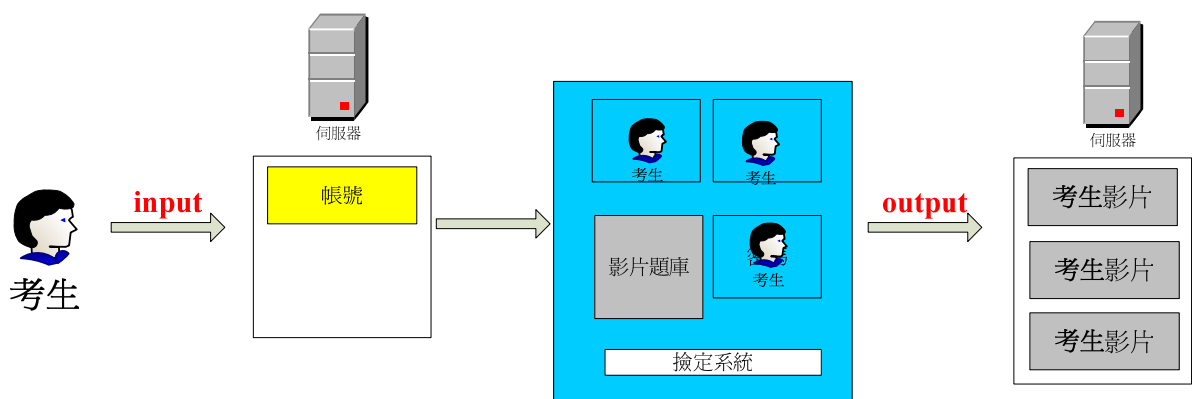 考生
input
伺服器
帳號
考生
考生
影片題庫
考生
撿定系統
output
伺服器
考生影片
考生影片
考生影片